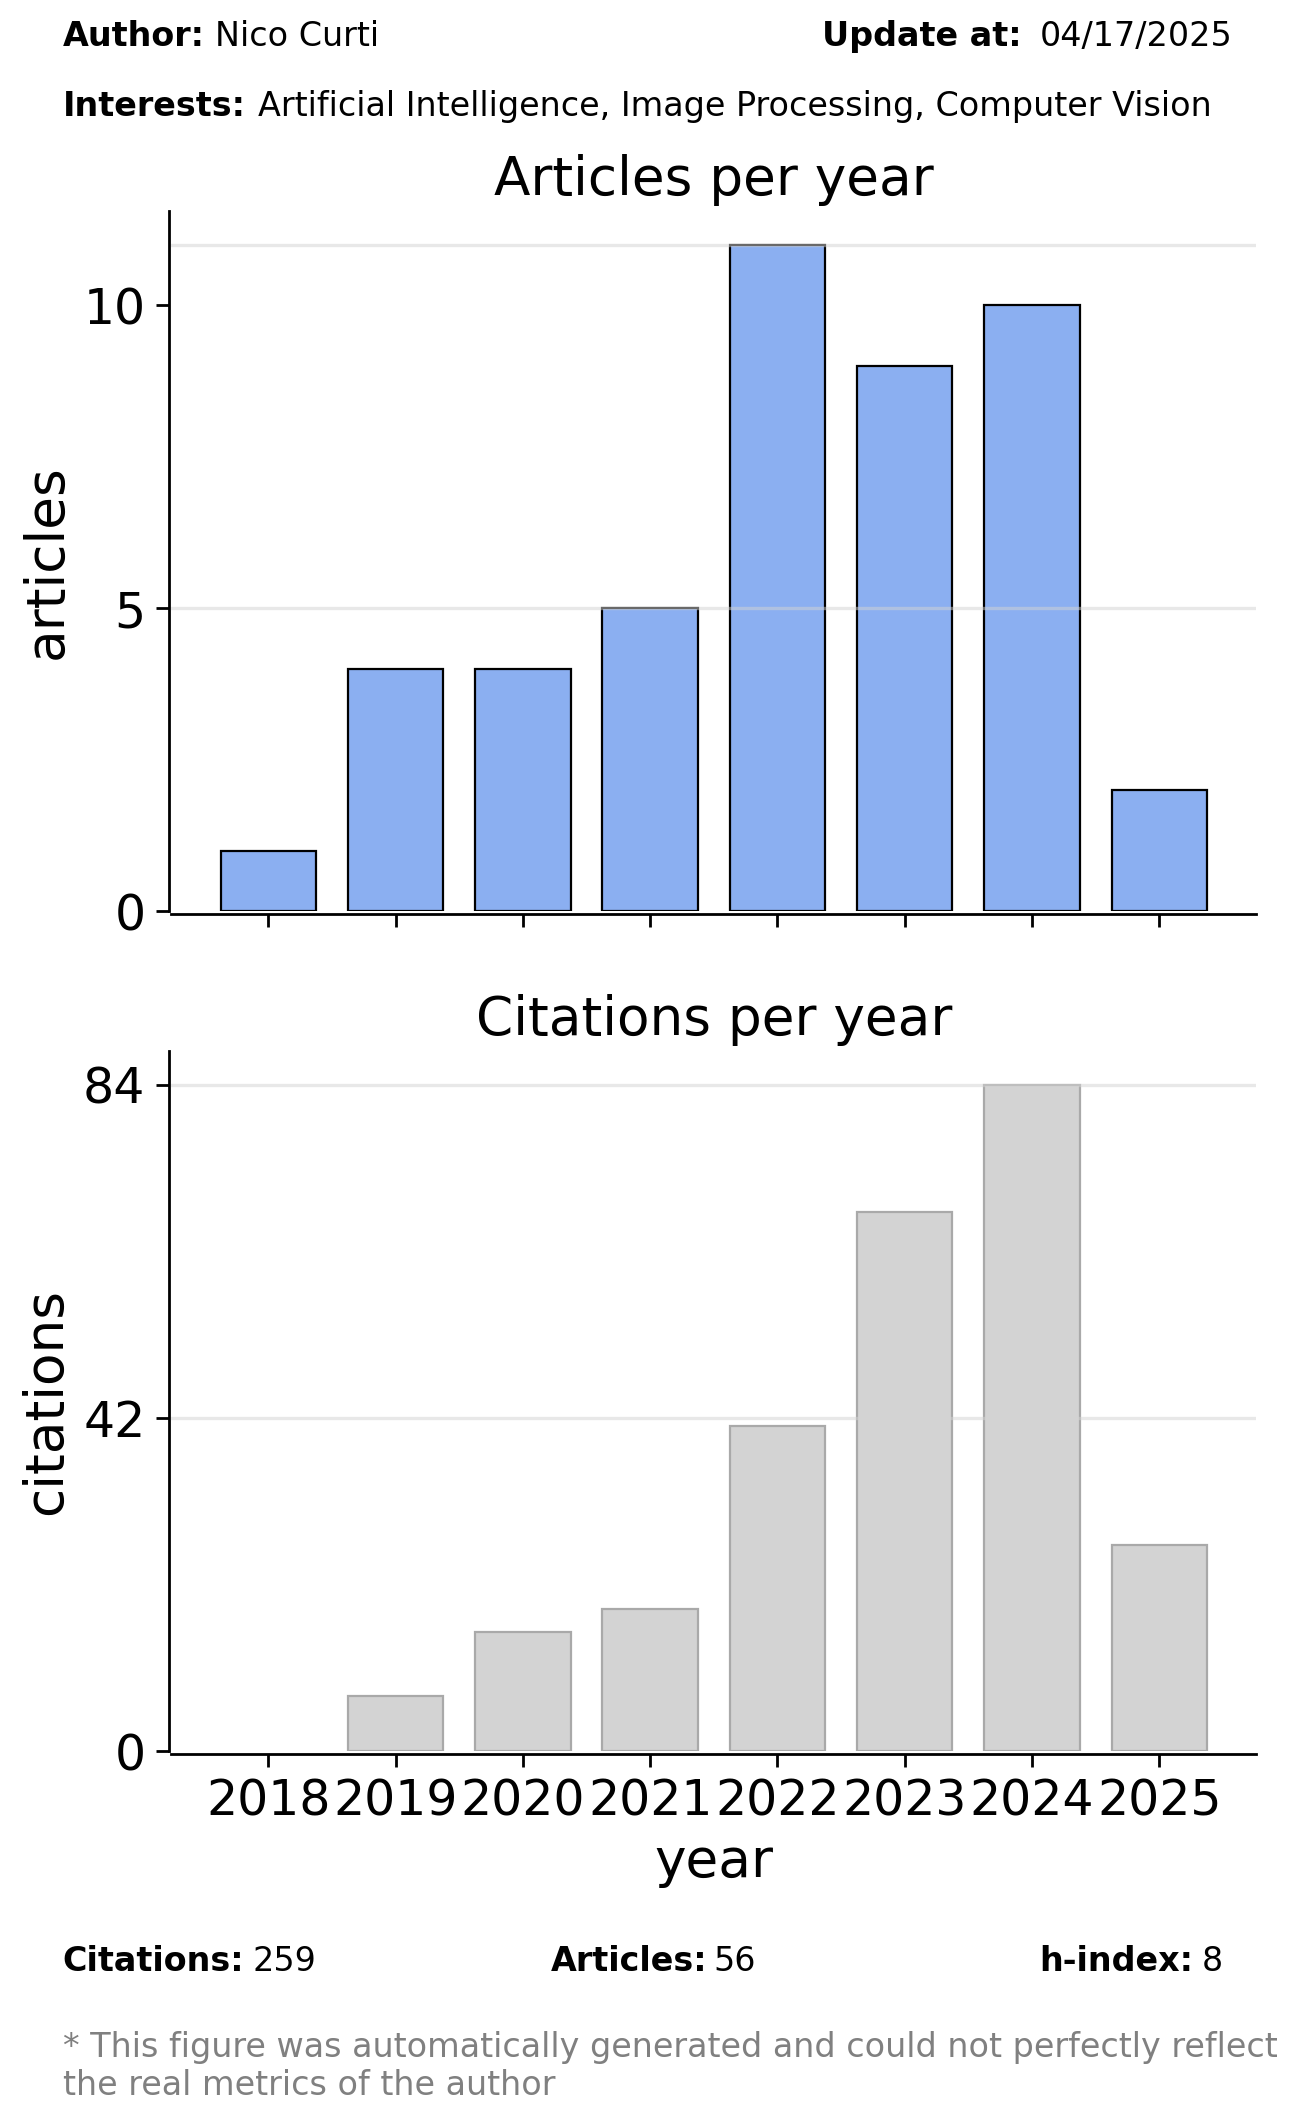 Author: Nico Curti Update at: 04/17/2025
Interests: Artificial Intelligence, Image Processing, Computer Vision
Articles per year
10
5
0
articles
Citations per year
84
42
0
citations
2018 2019 2020 2021 2022 2023 2024 2025
year
Citations: 259 Articles: 56 h-index: 8
* This figure was automatically generated and could not perfectly reflect
the real metrics of the author